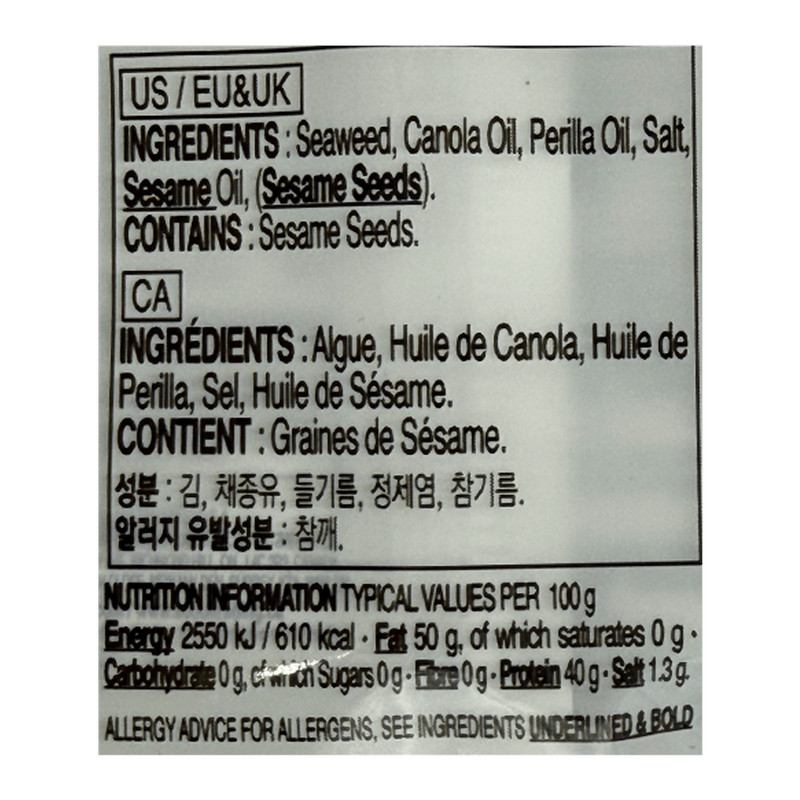 US / EU&UK
INGREDIENTS : Seaweed, Canola Oil, Perilla Oil, Salt,
Sesame Oil, (Sesame Seeds).
CONTAINS : Sesame Seeds.
CA
INGRÉDIENTS : Algue, Huile de Canola, Huile de
Perilla, Sel, Huile de Sésame.
CONTIENT : Graines de Sésame.
성분 : 김, 채종유, 들기름, 정제염, 참기름.
알러지 유발성분 : 참깨.
NUTRITION INFORMATION TYPICAL VALUES PER 100 g
Energy 2550 kJ / 610 kcal · Fat 50 g, of which saturates 0 g ·
Carbohydrate 0 g, of which Sugars 0 g · Fibre 0 g · Protein 40 g · Salt 1.3 g.
ALLERGY ADVICE FOR ALLERGENS, SEE INGREDIENTS UNDERLINED & BOLD